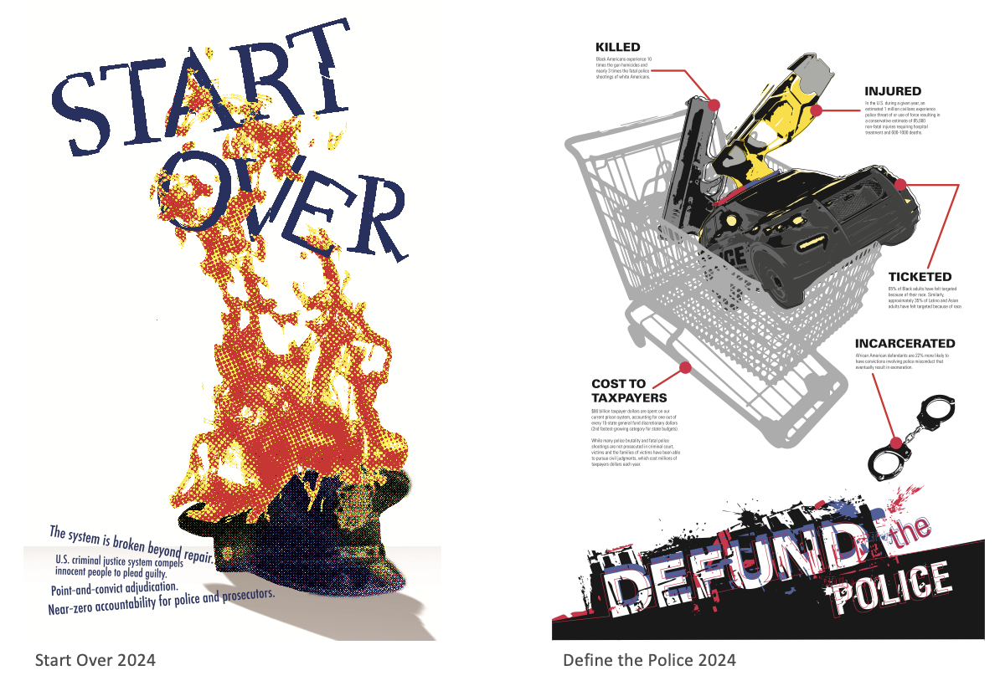 START
OVER
The system is broken beyond repair.
U.S. criminal justice system compels
innocent people to plead guilty.
Point-and-convict adjudication.
Near-zero accountability for police and prosecutors.
Start Over 2024
KILLED
Black Americans experience 10
times the gun homicides and
nearly 3 times the fatal police
shootings of white Americans.
INJURED
In the U.S. during a given year, an
estimated 1 million civilians experience
police threat of or use of force resulting in
a conservative estimate of 85,000
non-fatal injuries requiring hospital
treatment and 600-1000 deaths.
ICE
TICKETED
65% of Black adults have felt targeted
because of their race. Similarly,
approximately 35% of Latino and Asian
adults have felt targeted because of race.
INCARCERATED
African American defendants are 22% more likely to
have convictions involving police misconduct that
eventually result in exoneration.
COST TO
TAXPAYERS
$80 billion taxpayer dollars are spent on our
current prison system, accounting for one out of
every 15-state general fund discretionary dollars
(2nd fastest-growing category for state budgets).
While many police brutality and fatal police
shootings are not prosecuted in criminal court,
victims and the families of victims have been able
to pursue civil judgments, which cost millions of
taxpayers dollars each year.
DEFUND the
POLICE
Define the Police 2024